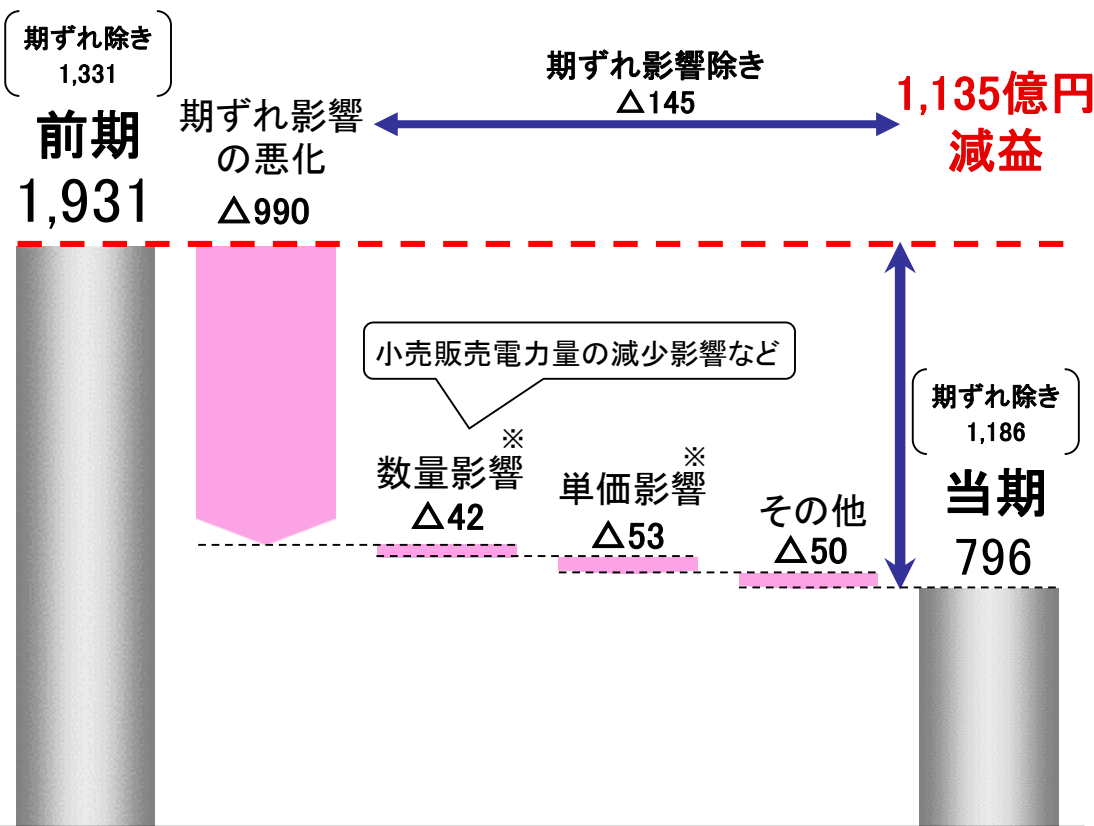 期ずれ除き
1,331
前期
1,931
期ずれ影響
の悪化
△990
期ずれ影響除き
△145
1,135億円
減益
小売販売電力量の減少影響など
※
数量影響
△42
※
単価影響
△53
その他
△50
期ずれ除き
1,186
当期
796